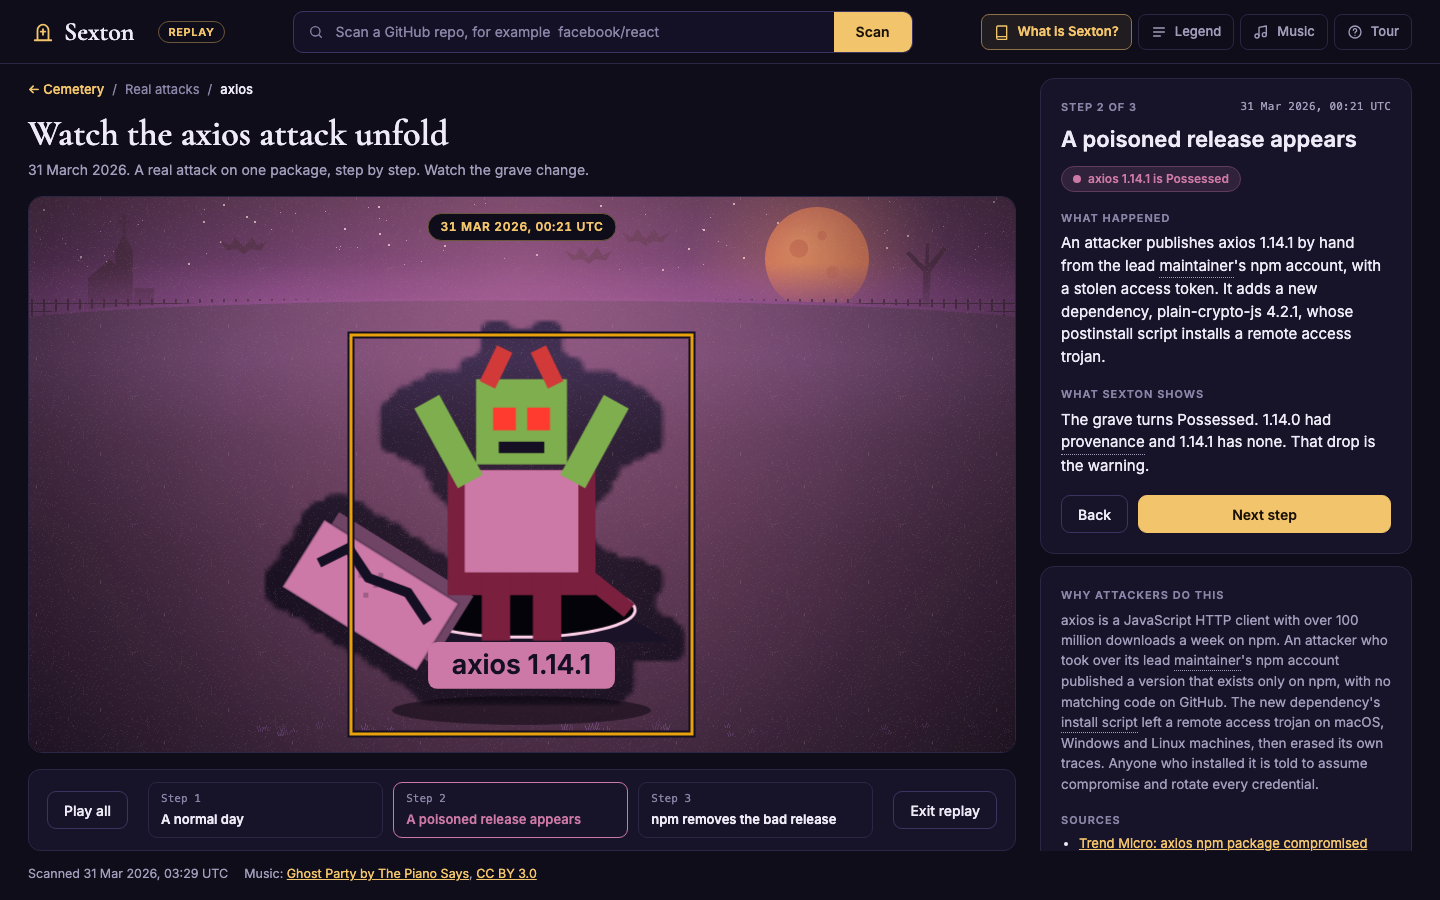 Sexton
REPLAY
Scan a GitHub repo, for example facebook/react
Scan
What is Sexton?
Legend
Music
Tour
← Cemetery / Real attacks / axios
Watch the axios attack unfold
31 March 2026. A real attack on one package, step by step. Watch the grave change.
31 MAR 2026, 00:21 UTC
axios 1.14.1
Play all
Step 1
A normal day
Step 2
A poisoned release appears
Step 3
npm removes the bad release
Exit replay
Scanned 31 Mar 2026, 03:29 UTC
Music: Ghost Party by The Piano Says, CC BY 3.0
STEP 2 OF 3
31 Mar 2026, 00:21 UTC
A poisoned release appears
axios 1.14.1 is Possessed
WHAT HAPPENED
An attacker publishes axios 1.14.1 by hand
from the lead maintainer's npm account, with
a stolen access token. It adds a new
dependency, plain-crypto-js 4.2.1, whose
postinstall script installs a remote access
trojan.
WHAT SEXTON SHOWS
The grave turns Possessed. 1.14.0 had
provenance and 1.14.1 has none. That drop is
the warning.
Back
Next step
WHY ATTACKERS DO THIS
axios is a JavaScript HTTP client with over 100
million downloads a week on npm. An attacker who
took over its lead maintainer's npm account
published a version that exists only on npm, with no
matching code on GitHub. The new dependency's
install script left a remote access trojan on macOS,
Windows and Linux machines, then erased its own
traces. Anyone who installed it is told to assume
compromise and rotate every credential.
SOURCES
• Trend Micro: axios npm package compromised